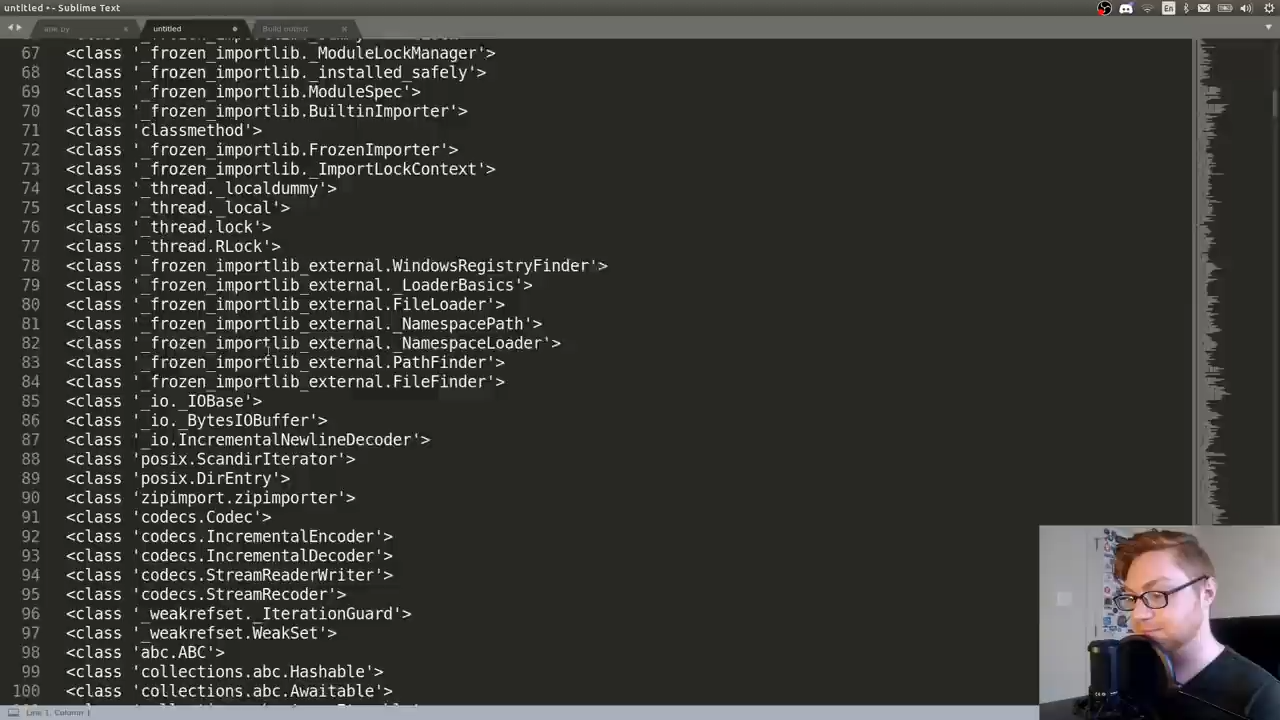 untitled • - Sublime Text
En
untitled
Build output
67 <class '_frozen_importlib._ModuleLockManager'>
68 <class '_frozen_importlib._installed_safely'>
69 <class '_frozen_importlib.ModuleSpec'>
70 <class '_frozen_importlib.BuiltinImporter'>
71 <class 'classmethod'>
72 <class '_frozen_importlib.FrozenImporter'>
73 <class '_frozen_importlib._ImportLockContext'>
74 <class '_thread._localdummy'>
75 <class '_thread._local'>
76 <class '_thread.lock'>
77 <class '_thread.RLock'>
78 <class '_frozen_importlib_external.WindowsRegistryFinder'>
79 <class '_frozen_importlib_external._LoaderBasics'>
80 <class '_frozen_importlib_external.FileLoader'>
81 <class '_frozen_importlib_external._NamespacePath'>
82 <class '_frozen_importlib_external._NamespaceLoader'>
83 <class '_frozen_importlib_external.PathFinder'>
84 <class '_frozen_importlib_external.FileFinder'>
85 <class '_io._IOBase'>
86 <class '_io._BytesIOBuffer'>
87 <class '_io.IncrementalNewlineDecoder'>
88 <class 'posix.ScandirIterator'>
89 <class 'posix.DirEntry'>
90 <class 'zipimport.zipimporter'>
91 <class 'codecs.Codec'>
92 <class 'codecs.IncrementalEncoder'>
93 <class 'codecs.IncrementalDecoder'>
94 <class 'codecs.StreamReaderWriter'>
95 <class 'codecs.StreamRecoder'>
96 <class '_weakrefset._IterationGuard'>
97 <class '_weakrefset.WeakSet'>
98 <class 'abc.ABC'>
99 <class 'collections.abc.Hashable'>
100 <class 'collections.abc.Awaitable'>
Line 1, Column 1